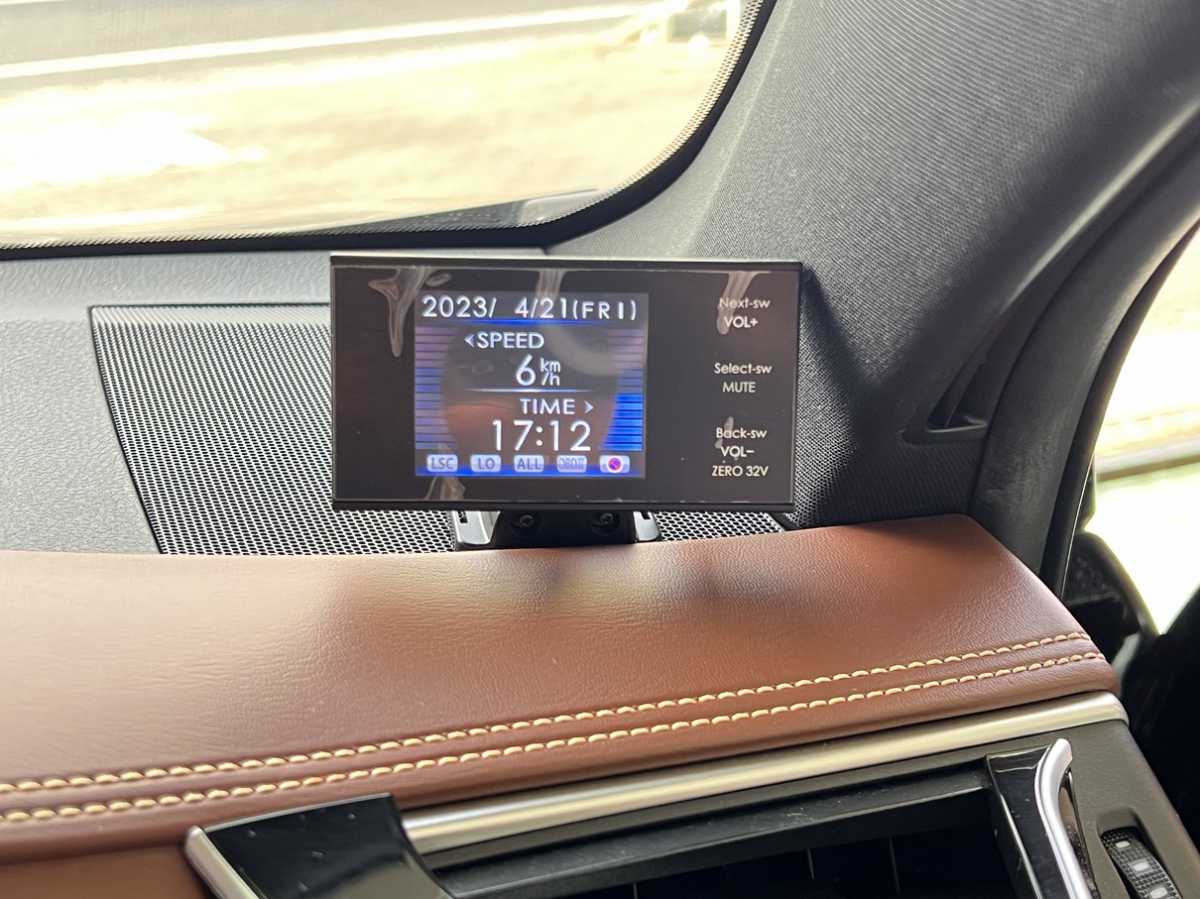 2023/ 4/21(FRI)
<SPEED
6 km/h
TIME >
17:12
LSC LO ALL OBDII
Next-sw
VOL+
Select-sw
MUTE
Back-sw
VOL−
ZERO 32V